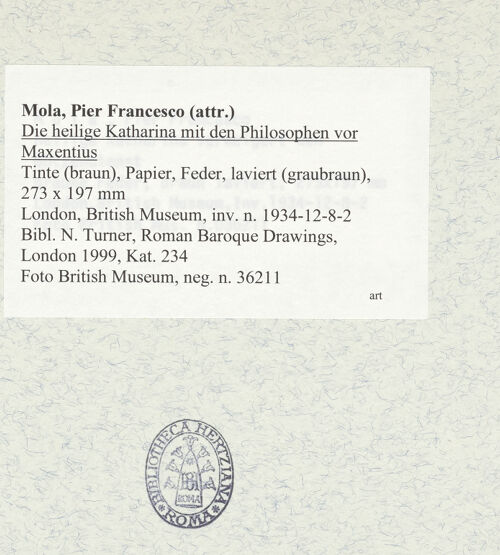 Mola, Pier Francesco (attr.)
Die heilige Katharina mit den Philosophen vor
Maxentius
Tinte (braun), Papier, Feder, laviert (graubraun),
273 x 197 mm
London, British Museum, inv. n. 1934-12-8-2
Bibl. N. Turner, Roman Baroque Drawings,
London 1999, Kat. 234
Foto British Museum, neg. n. 36211
art
BIBLIOTHECA HERTZIANA
ROMA
ROMA